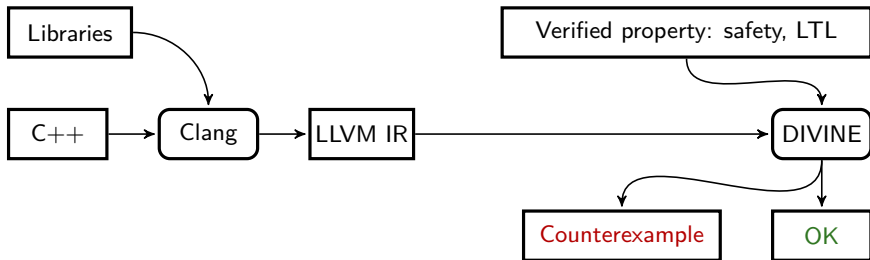 Libraries
Verified property: safety, LTL
C++
Clang
LLVM IR
DIVINE
Counterexample
OK